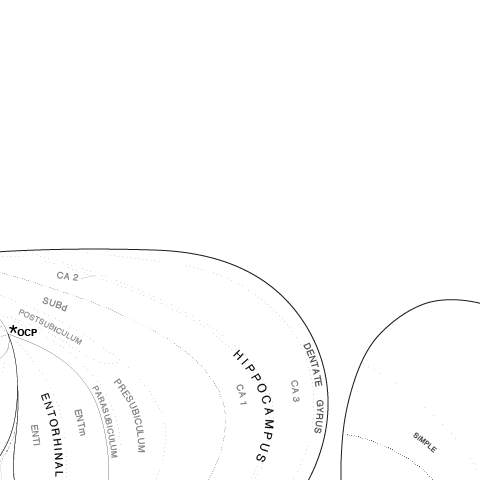 CA 2
SUBd
POSTSUBICULUM
*OCP
HIPPOCAMPUS
DENTATE GYRUS
CA 1
CA 3
PRESUBICULUM
PARASUBICULUM
ENTm
ENTORHINAL
ENTl
SIMPLE